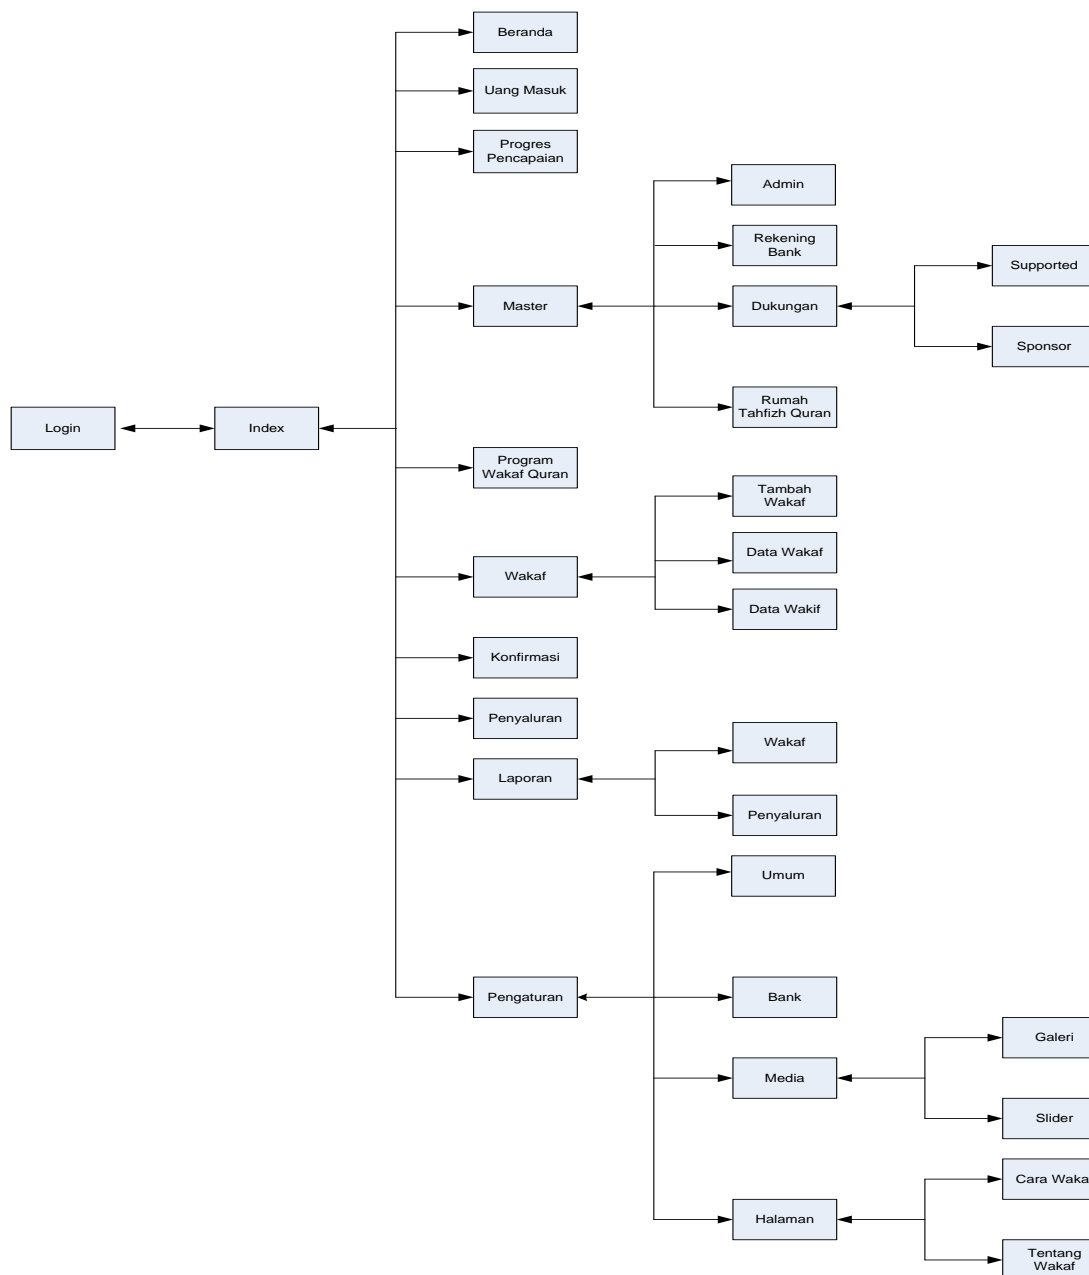 Beranda
Uang Masuk
Progres
Pencapaian
Admin
Rekening
Bank
Supported
Master
Dukungan
Sponsor
Rumah
Tahfizh Quran
Login
Index
Program
Wakaf Quran
Tambah
Wakaf
Data Wakaf
Wakaf
Data Wakif
Konfirmasi
Penyaluran
Wakaf
Laporan
Penyaluran
Umum
Pengaturan
Bank
Galeri
Media
Slider
Cara Waka
Halaman
Tentang
Wakaf